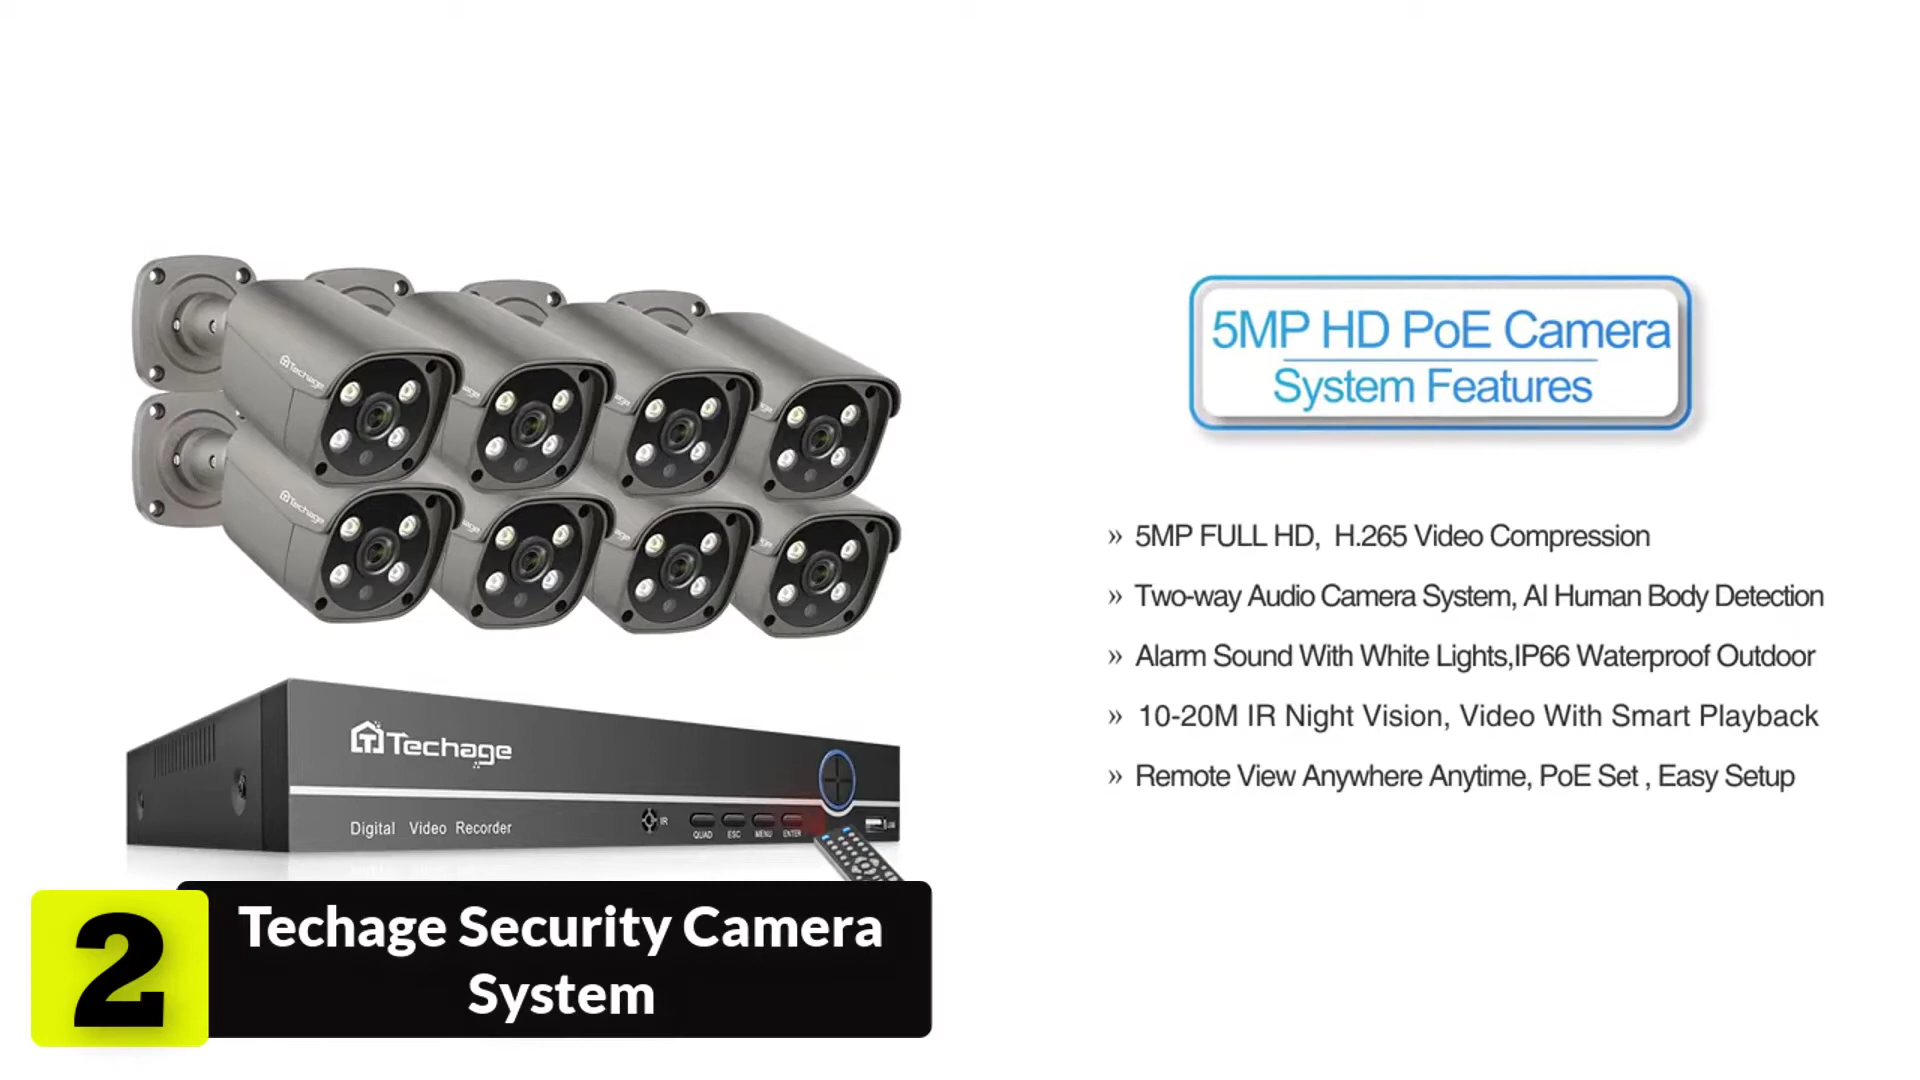 5MP HD PoE Camera
System Features
» 5MP FULL HD, H.265 Video Compression
» Two-way Audio Camera System, AI Human Body Detection
» Alarm Sound With White Lights,IP66 Waterproof Outdoor
» 10-20M IR Night Vision, Video With Smart Playback
» Remote View Anywhere Anytime, PoE Set , Easy Setup
Techage
Techage
Techage
Digital Video Recorder
IR
QUAD ESC MENU ENTER
2
Techage Security Camera
System